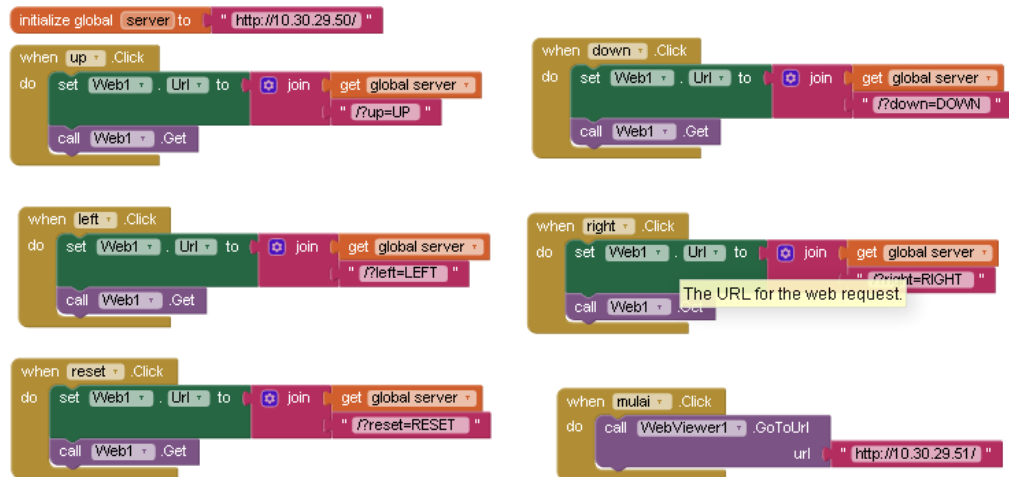 initialize global server to " http://10.30.29.50/ "
when up .Click
do set Web1 . Url to join get global server
" /?up=UP "
call Web1 .Get
when down .Click
do set Web1 . Url to join get global server
" /?down=DOWN "
call Web1 .Get
when left .Click
do set Web1 . Url to join get global server
" /?left=LEFT "
call Web1 .Get
when right .Click
do set Web1 . Url to join get global server
" /?right=RIGHT "
The URL for the web request.
call Web1 .Get
when reset .Click
do set Web1 . Url to join get global server
" /?reset=RESET "
call Web1 .Get
when mulai .Click
do call WebViewer1 .GoToUrl
url " http://10.30.29.51/ "